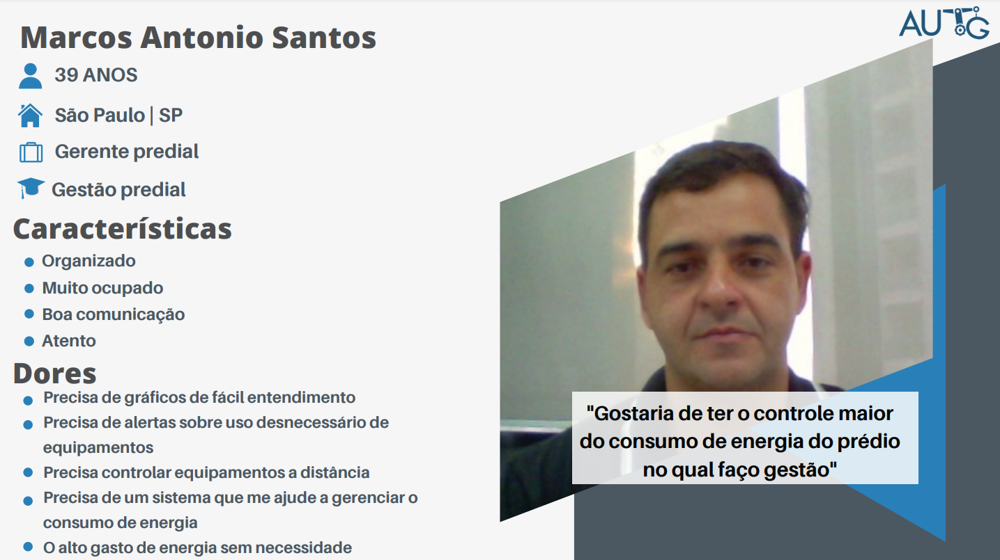 Marcos Antonio Santos
39 ANOS
São Paulo | SP
Gerente predial
Gestão predial
Características
Organizado
Muito ocupado
Boa comunicação
Atento
Dores
Precisa de gráficos de fácil entendimento
Precisa de alertas sobre uso desnecessário de
equipamentos
Precisa controlar equipamentos a distância
Precisa de um sistema que me ajude a gerenciar o
consumo de energia
O alto gasto de energia sem necessidade
AUTG
"Gostaria de ter o controle maior
do consumo de energia do prédio
no qual faço gestão"